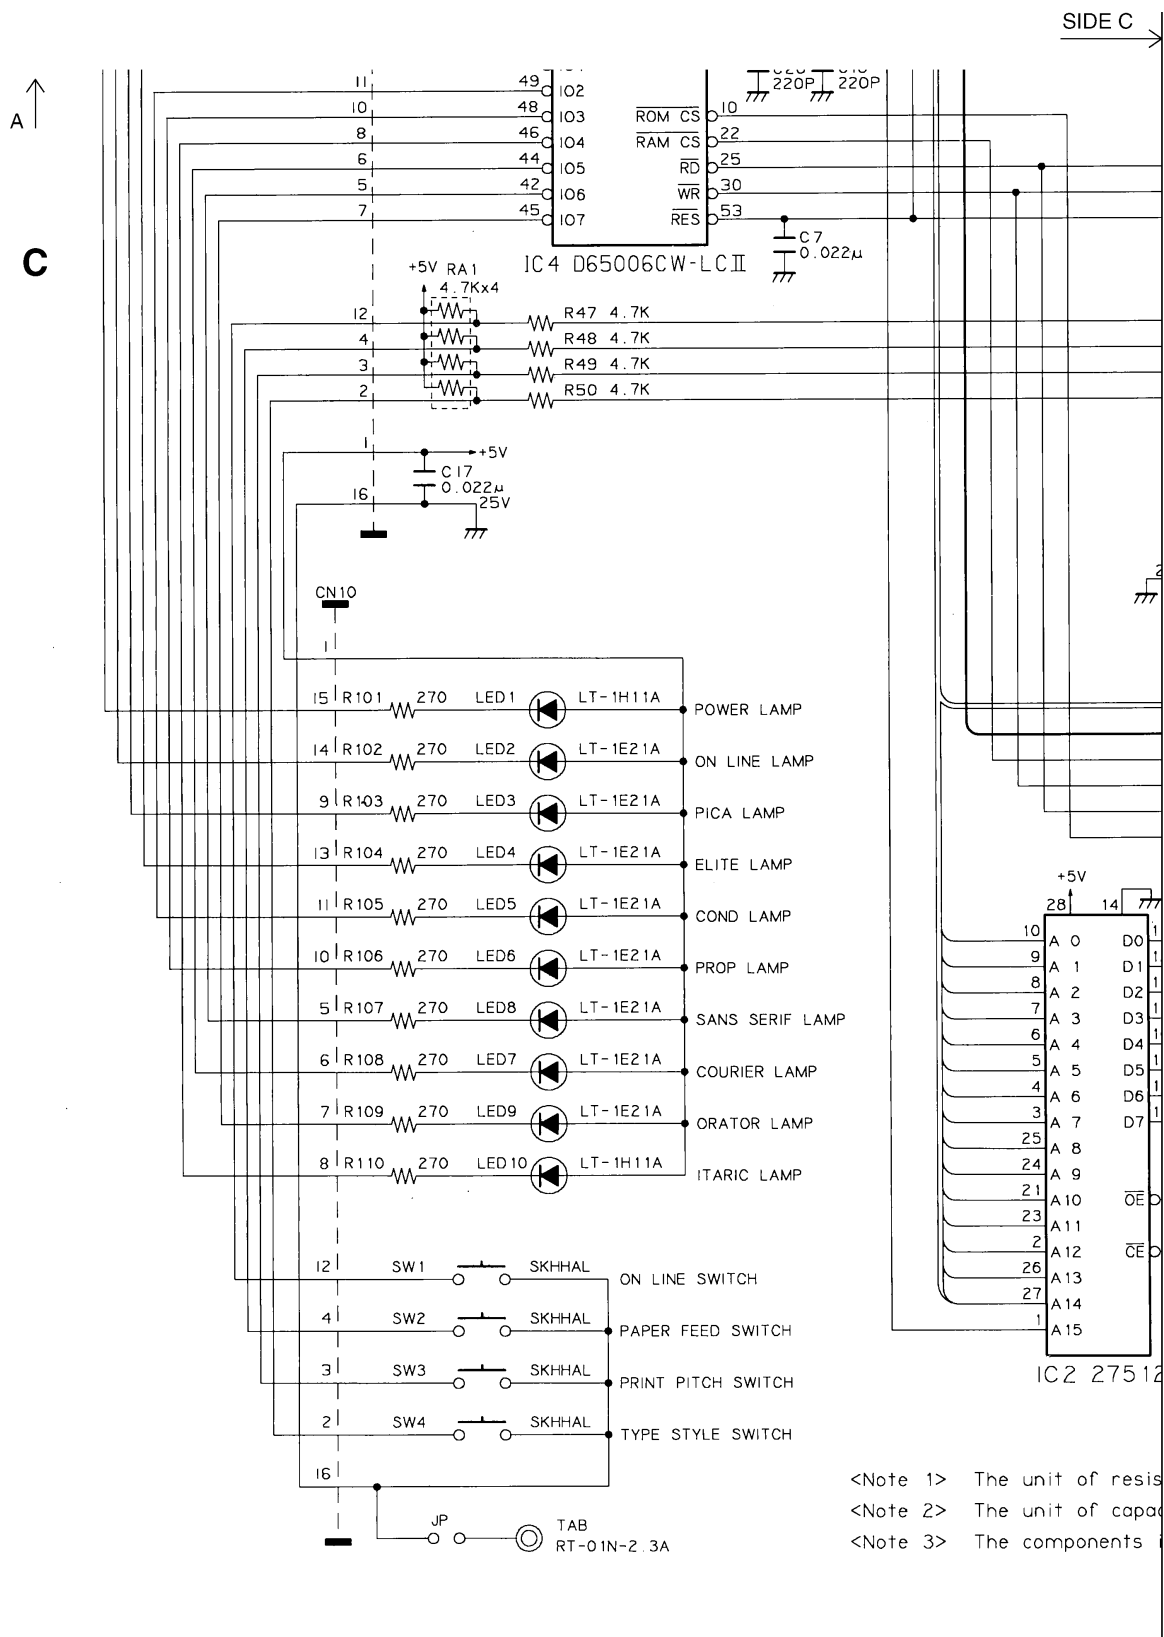 SIDE C
A
C
11 49 IO2
10 48 IO3
8 46 IO4
6 44 IO5
5 42 IO6
7 45 IO7
220P 220P
ROM CS 10
RAM CS 22
RD 25
WR 30
RES 53
C7
0.022μ
IC4 D65006CW-LCII
+5V RA1
4.7Kx4
12 R47 4.7K
4 R48 4.7K
3 R49 4.7K
2 R50 4.7K
1 +5V
C17
0.022μ
16 25V
CN10
1
15 R101 270 LED1 LT-1H11A POWER LAMP
14 R102 270 LED2 LT-1E21A ON LINE LAMP
9 R103 270 LED3 LT-1E21A PICA LAMP
13 R104 270 LED4 LT-1E21A ELITE LAMP
11 R105 270 LED5 LT-1E21A COND LAMP
10 R106 270 LED6 LT-1E21A PROP LAMP
5 R107 270 LED8 LT-1E21A SANS SERIF LAMP
6 R108 270 LED7 LT-1E21A COURIER LAMP
7 R109 270 LED9 LT-1E21A ORATOR LAMP
8 R110 270 LED10 LT-1H11A ITARIC LAMP
12 SW1 SKHHAL ON LINE SWITCH
4 SW2 SKHHAL PAPER FEED SWITCH
3 SW3 SKHHAL PRINT PITCH SWITCH
2 SW4 SKHHAL TYPE STYLE SWITCH
16
JP TAB
RT-01N-2.3A
+5V
28 14
10 A 0 D0
9 A 1 D1
8 A 2 D2
7 A 3 D3
6 A 4 D4
5 A 5 D5
4 A 6 D6
3 A 7 D7
25 A 8
24 A 9
21 A10 OE
23 A11
2 A12 CE
26 A13
27 A14
1 A15
IC2 27512
<Note 1> The unit of resis
<Note 2> The unit of capa
<Note 3> The components